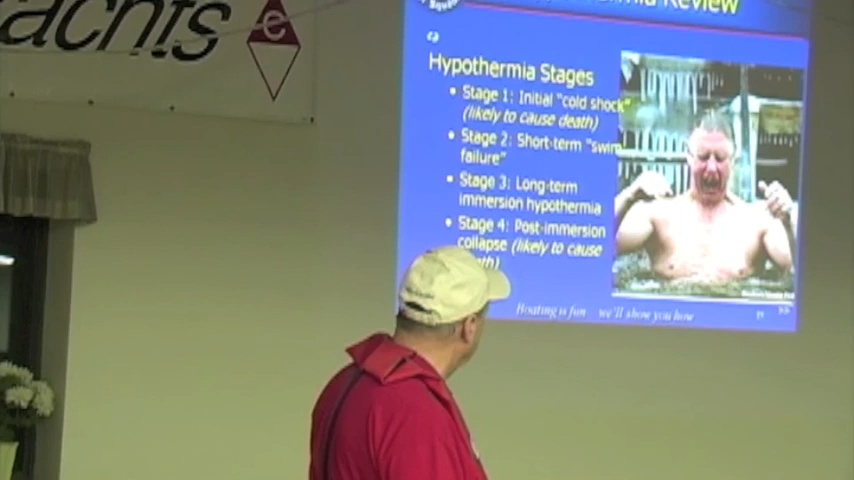 achts
e
Review
Hypothermia Stages
• Stage 1: Initial "cold shock"
(likely to cause death)
• Stage 2: Short-term "swim
failure"
• Stage 3: Long-term
immersion hypothermia
• Stage 4: Post-immersion
collapse (likely to cause
Boating is fun we'll show you how